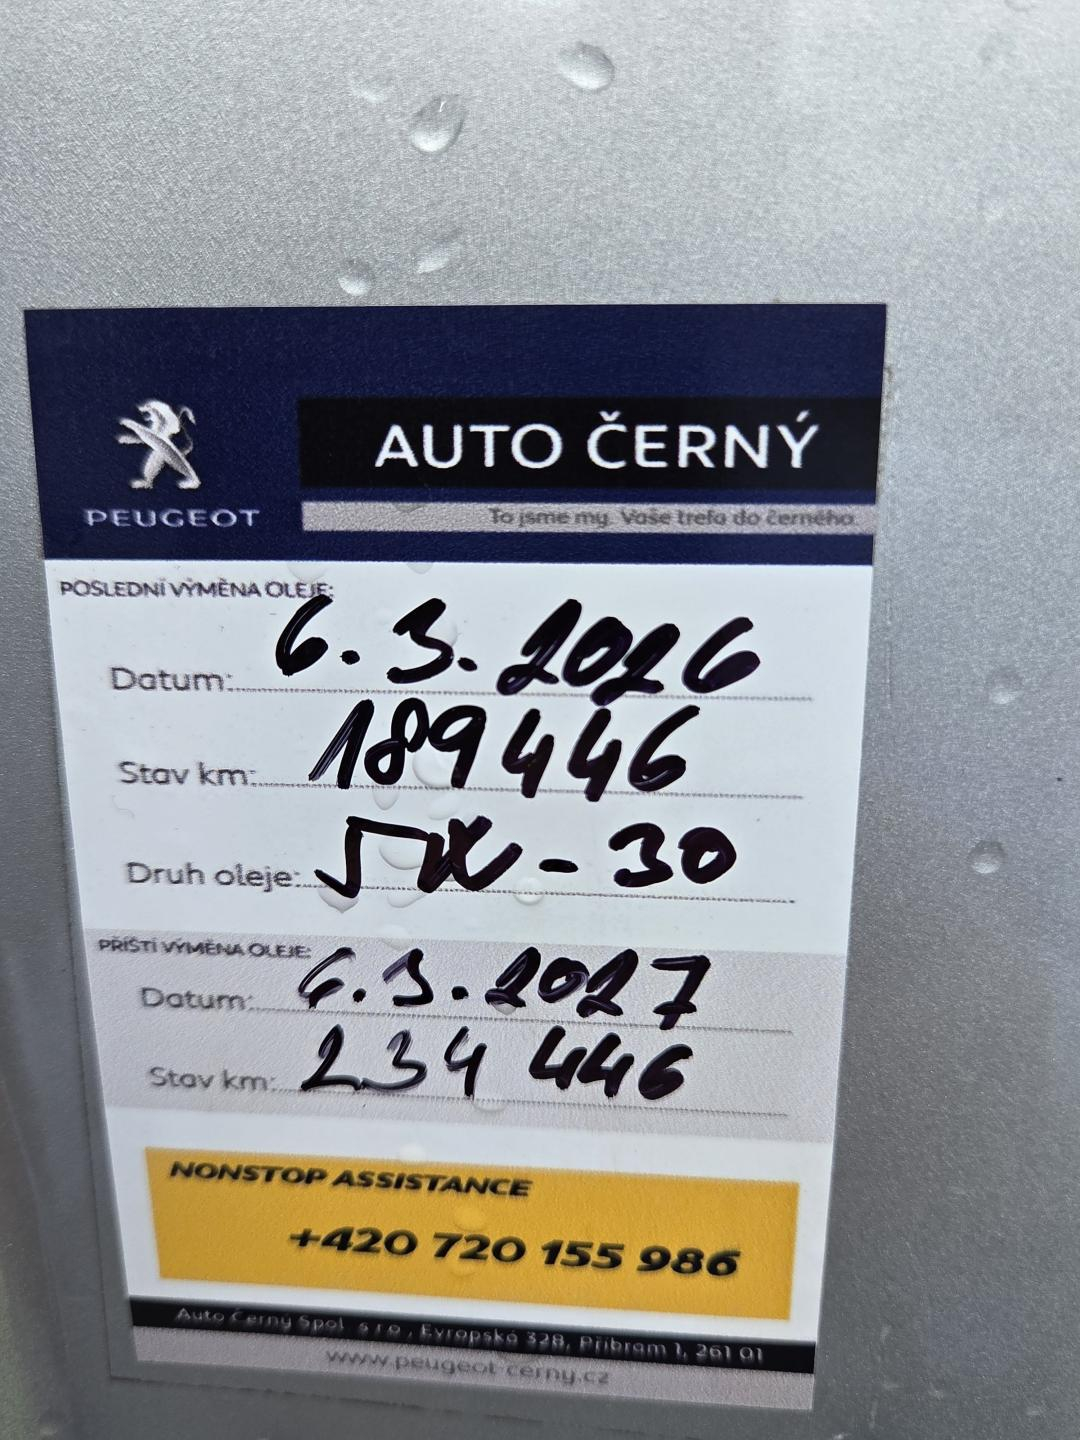 AUTO ČERNÝ
PEUGEOT
To jsme my. Vaše trefa do černého.
POSLEDNÍ VÝMĚNA OLEJE:
Datum: 6.3.2026
Stav km: 189446
Druh oleje: 5W-30
PŘÍŠTÍ VÝMĚNA OLEJE:
Datum: 6.3.2027
Stav km: 234 446
NONSTOP ASSISTANCE
+420 720 155 986
Auto Černý Spol. s r.o., Evropská 328, Příbram 1, 261 01
www.peugeot-cerny.cz